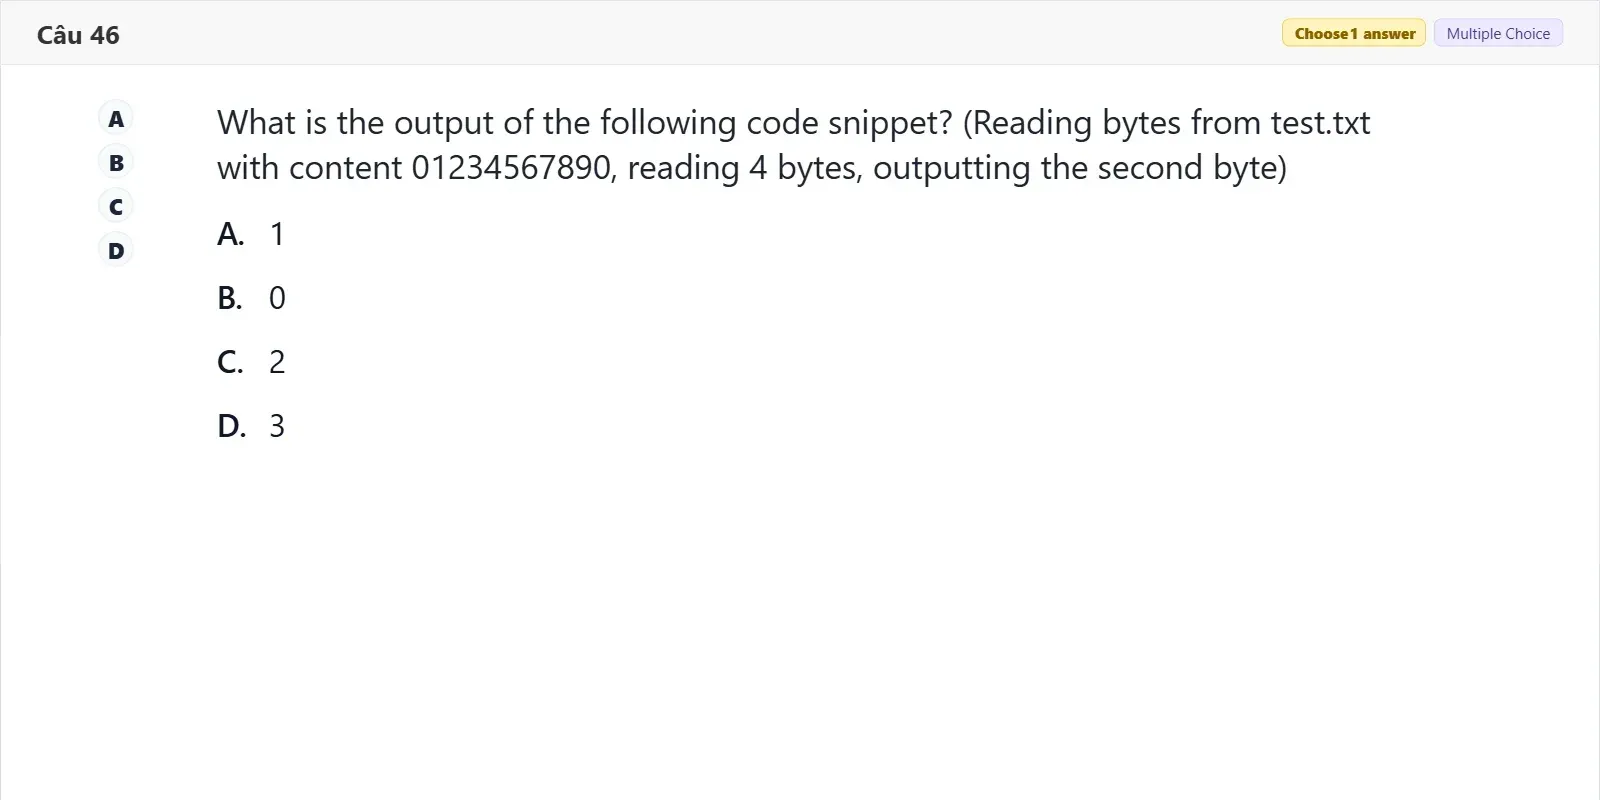 Câu 46
Choose1 answer
Multiple Choice
A
B
C
D
What is the output of the following code snippet? (Reading bytes from test.txt
with content 01234567890, reading 4 bytes, outputting the second byte)
A. 1
B. 0
C. 2
D. 3